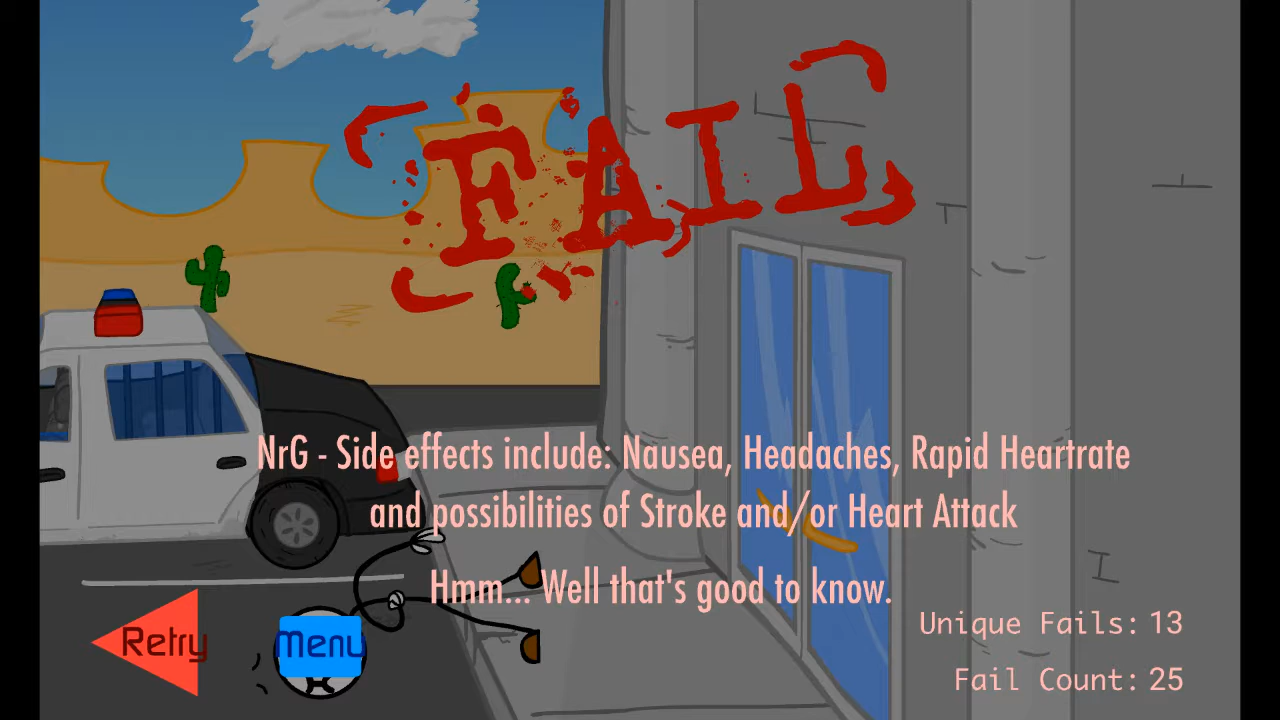 FAIL
NrG - Side effects include: Nausea, Headaches, Rapid Heartrate
and possibilities of Stroke and/or Heart Attack
Hmm... Well that's good to know.
Retry
Menu
Unique Fails: 13
Fail Count: 25